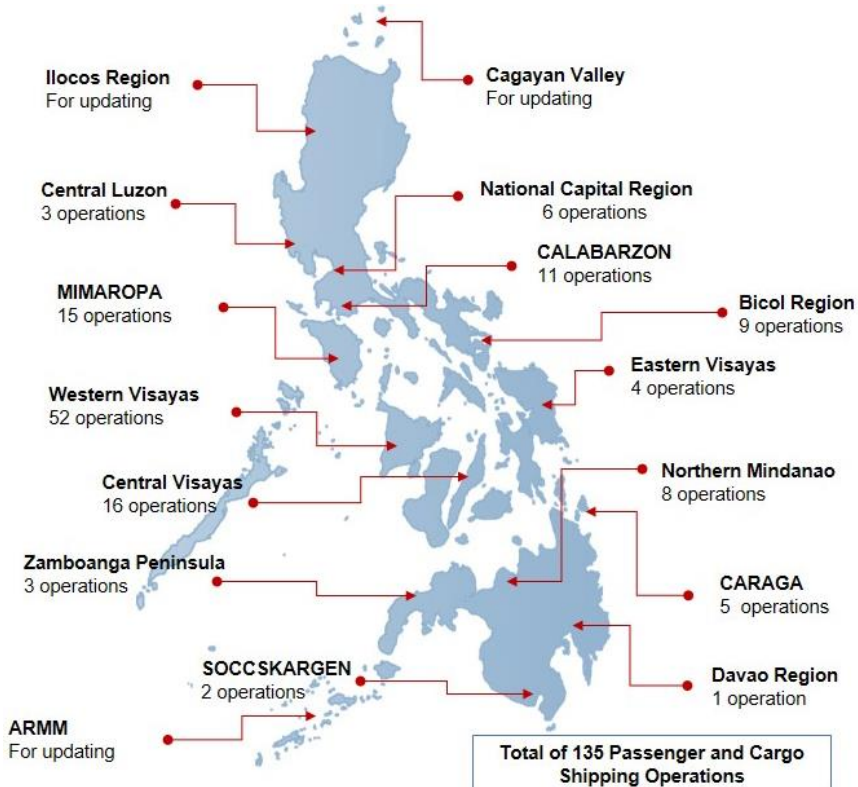 Ilocos Region
For updating
Cagayan Valley
For updating
Central Luzon
3 operations
National Capital Region
6 operations
CALABARZON
11 operations
MIMAROPA
15 operations
Bicol Region
9 operations
Eastern Visayas
4 operations
Western Visayas
52 operations
Northern Mindanao
8 operations
Central Visayas
16 operations
Zamboanga Peninsula
3 operations
CARAGA
5 operations
SOCCSKARGEN
2 operations
Davao Region
1 operation
ARMM
For updating
Total of 135 Passenger and Cargo
Shipping Operations